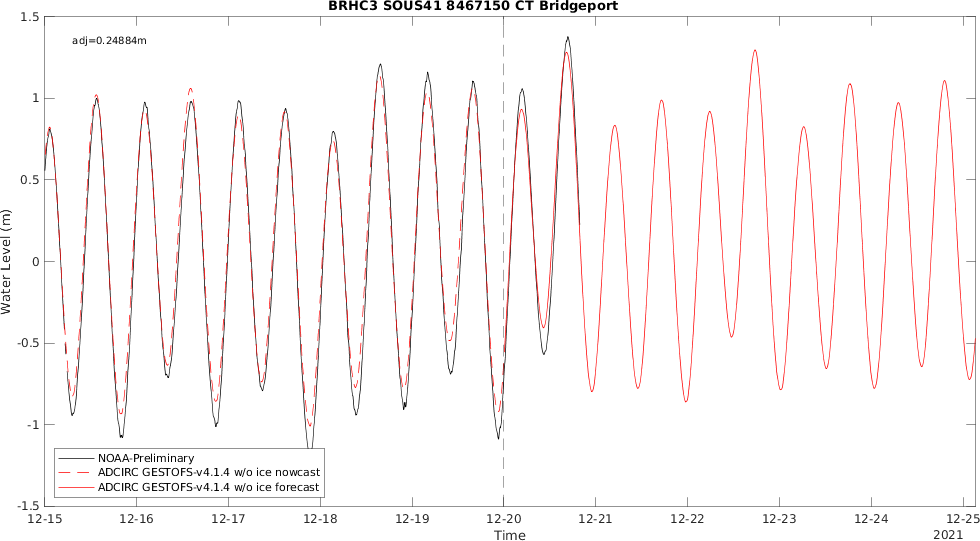 BRHC3 SOUS41 8467150 CT Bridgeport
adj=0.24884m
Water Level (m)
1.5
1
0.5
0
-0.5
-1
-1.5
NOAA-Preliminary
ADCIRC GESTOFS-v4.1.4 w/o ice nowcast
ADCIRC GESTOFS-v4.1.4 w/o ice forecast
12-15 12-16 12-17 12-18 12-19 12-20 12-21 12-22 12-23 12-24 12-25
Time
2021